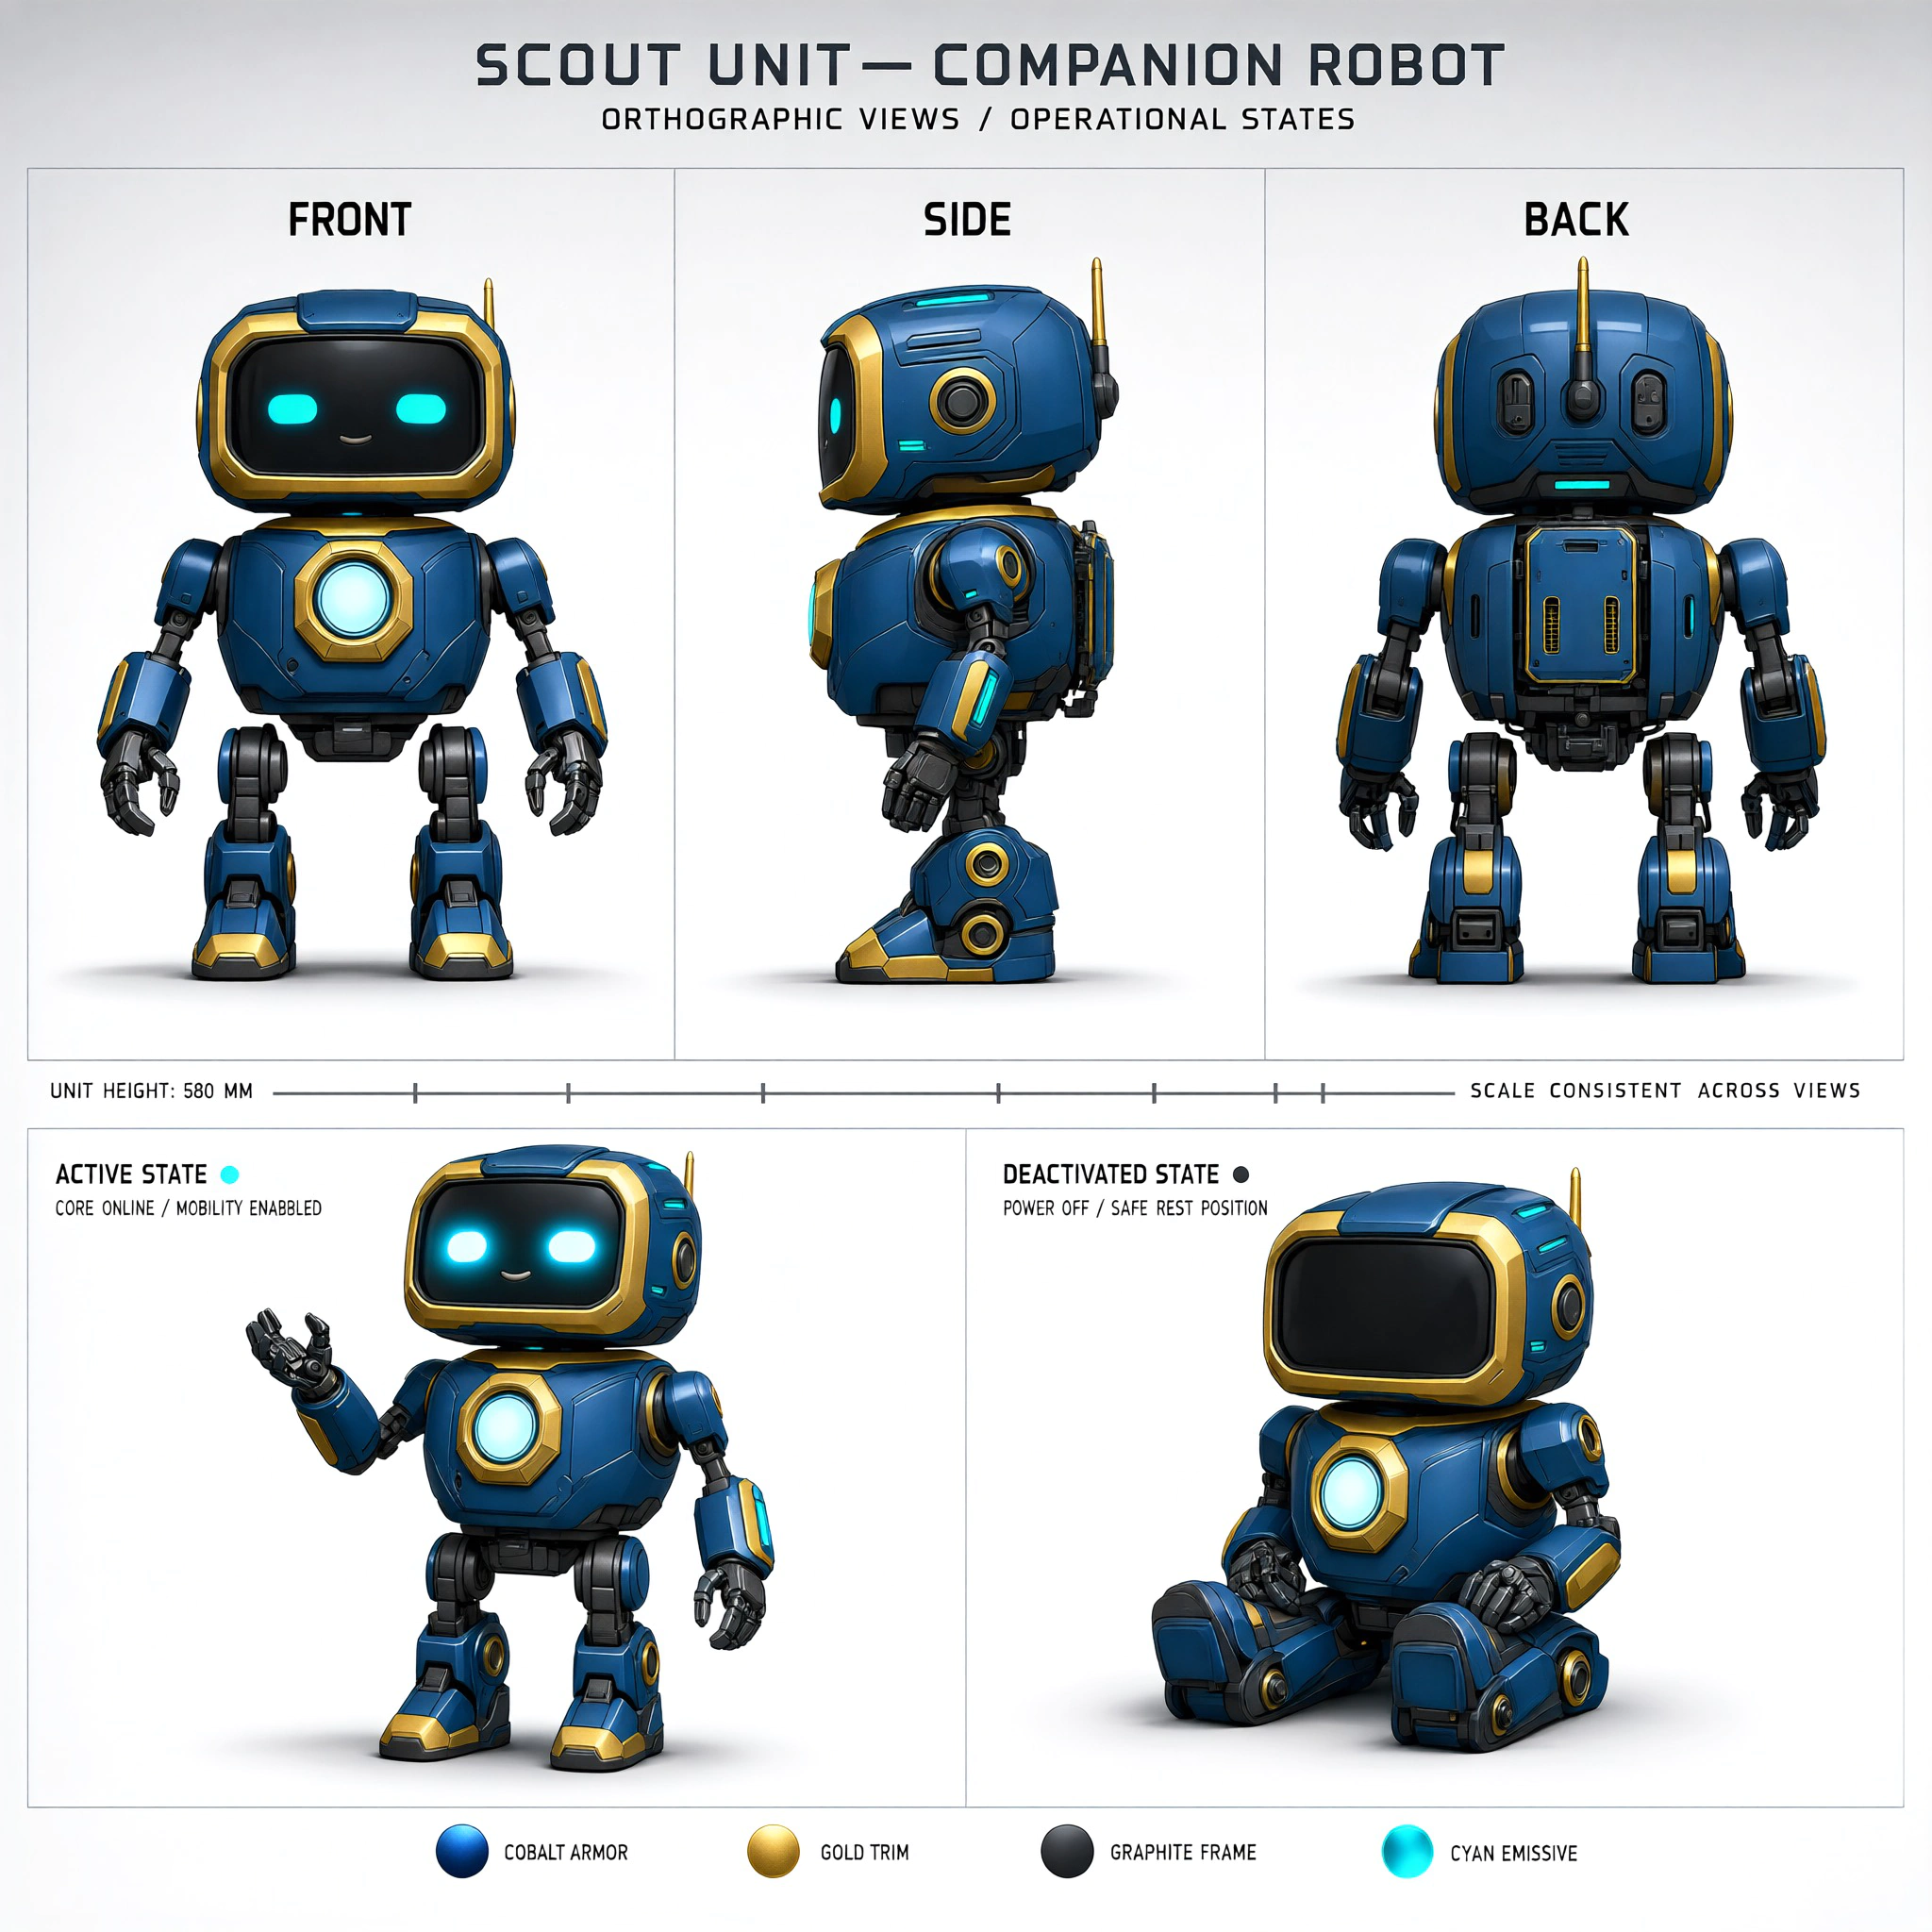 SCOUT UNIT — COMPANION ROBOT
ORTHOGRAPHIC VIEWS / OPERATIONAL STATES
FRONT
SIDE
BACK
UNIT HEIGHT: 580 MM
SCALE CONSISTENT ACROSS VIEWS
ACTIVE STATE
CORE ONLINE / MOBILITY ENABBLED
DEACTIVATED STATE
POWER OFF / SAFE REST POSITION
COBALT ARMOR
GOLD TRIM
GRAPHITE FRAME
CYAN EMISSIVE